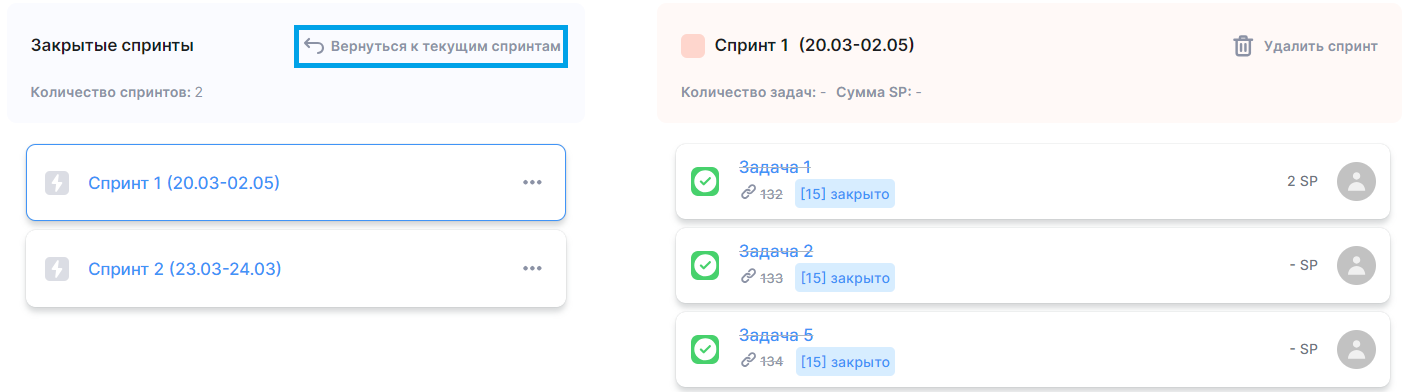 Закрытые спринты
Вернуться к текущим спринтам
Количество спринтов: 2
Спринт 1 (20.03-02.05)
Спринт 2 (23.03-24.03)
Спринт 1 (20.03-02.05)
Удалить спринт
Количество задач: - Сумма SP: -
Задача 1
132 [15] закрыто
2 SP
Задача 2
133 [15] закрыто
- SP
Задача 5
134 [15] закрыто
- SP